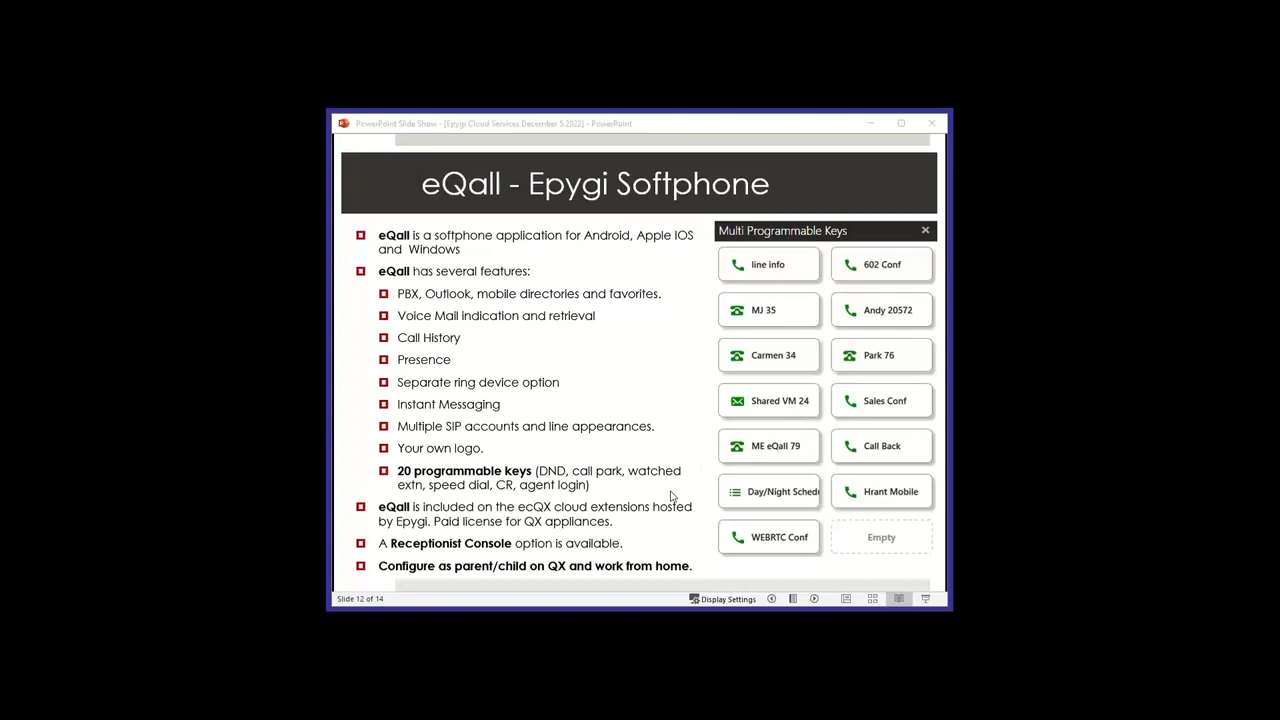 PowerPoint Slide Show - [Epygi Cloud Services December 5.2022] - PowerPoint
eQall - Epygi Softphone
eQall is a softphone application for Android, Apple IOS
and Windows
eQall has several features:
PBX, Outlook, mobile directories and favorites.
Voice Mail indication and retrieval
Call History
Presence
Separate ring device option
Instant Messaging
Multiple SIP accounts and line appearances.
Your own logo.
20 programmable keys (DND, call park, watched
extn, speed dial, CR, agent login)
eQall is included on the ecQX cloud extensions hosted
by Epygi. Paid license for QX appliances.
A Receptionist Console option is available.
Configure as parent/child on QX and work from home.
Multi Programmable Keys
line info
602 Conf
MJ 35
Andy 20572
Carmen 34
Park 76
Shared VM 24
Sales Conf
ME eQall 79
Call Back
Day/Night Sched
Hrant Mobile
WEBRTC Conf
Empty
Slide 12 of 14
Display Settings